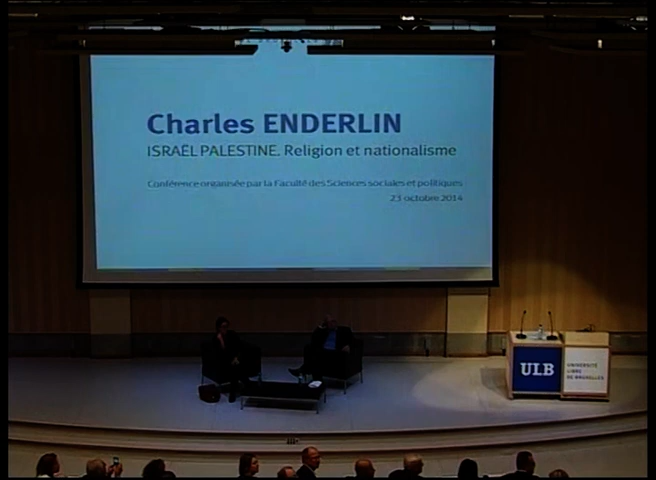 Charles ENDERLIN
ISRAËL PALESTINE. Religion et nationalisme
Conférence organisée par la Faculté des Sciences sociales et politiques
23 octobre 2014
ULB
UNIVERSITÉ
LIBRE
DE BRUXELLES